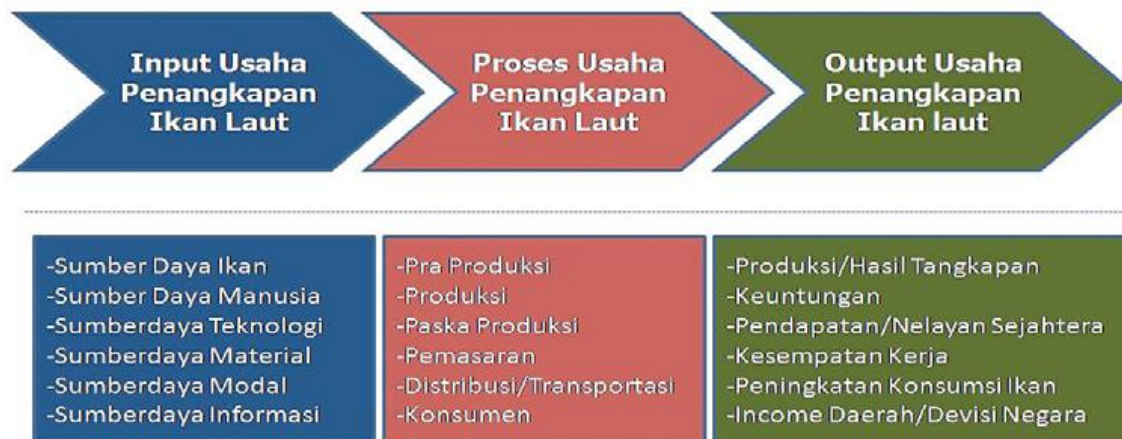 Input Usaha
Penangkapan
Ikan Laut
Proses Usaha
Penangkapan
Ikan Laut
Output Usaha
Penangkapan
Ikan laut
-Sumber Daya Ikan
-Sumber Daya Manusia
-Sumberdaya Teknologi
-Sumberdaya Material
-Sumberdaya Modal
-Sumberdaya Informasi
-Pra Produksi
-Produksi
-Paska Produksi
-Pemasaran
-Distribusi/Transportasi
-Konsumen
-Produksi/Hasil Tangkapan
-Keuntungan
-Pendapatan/Nelayan Sejahtera
-Kesempatan Kerja
-Peningkatan Konsumsi Ikan
-Income Daerah/Devisi Negara